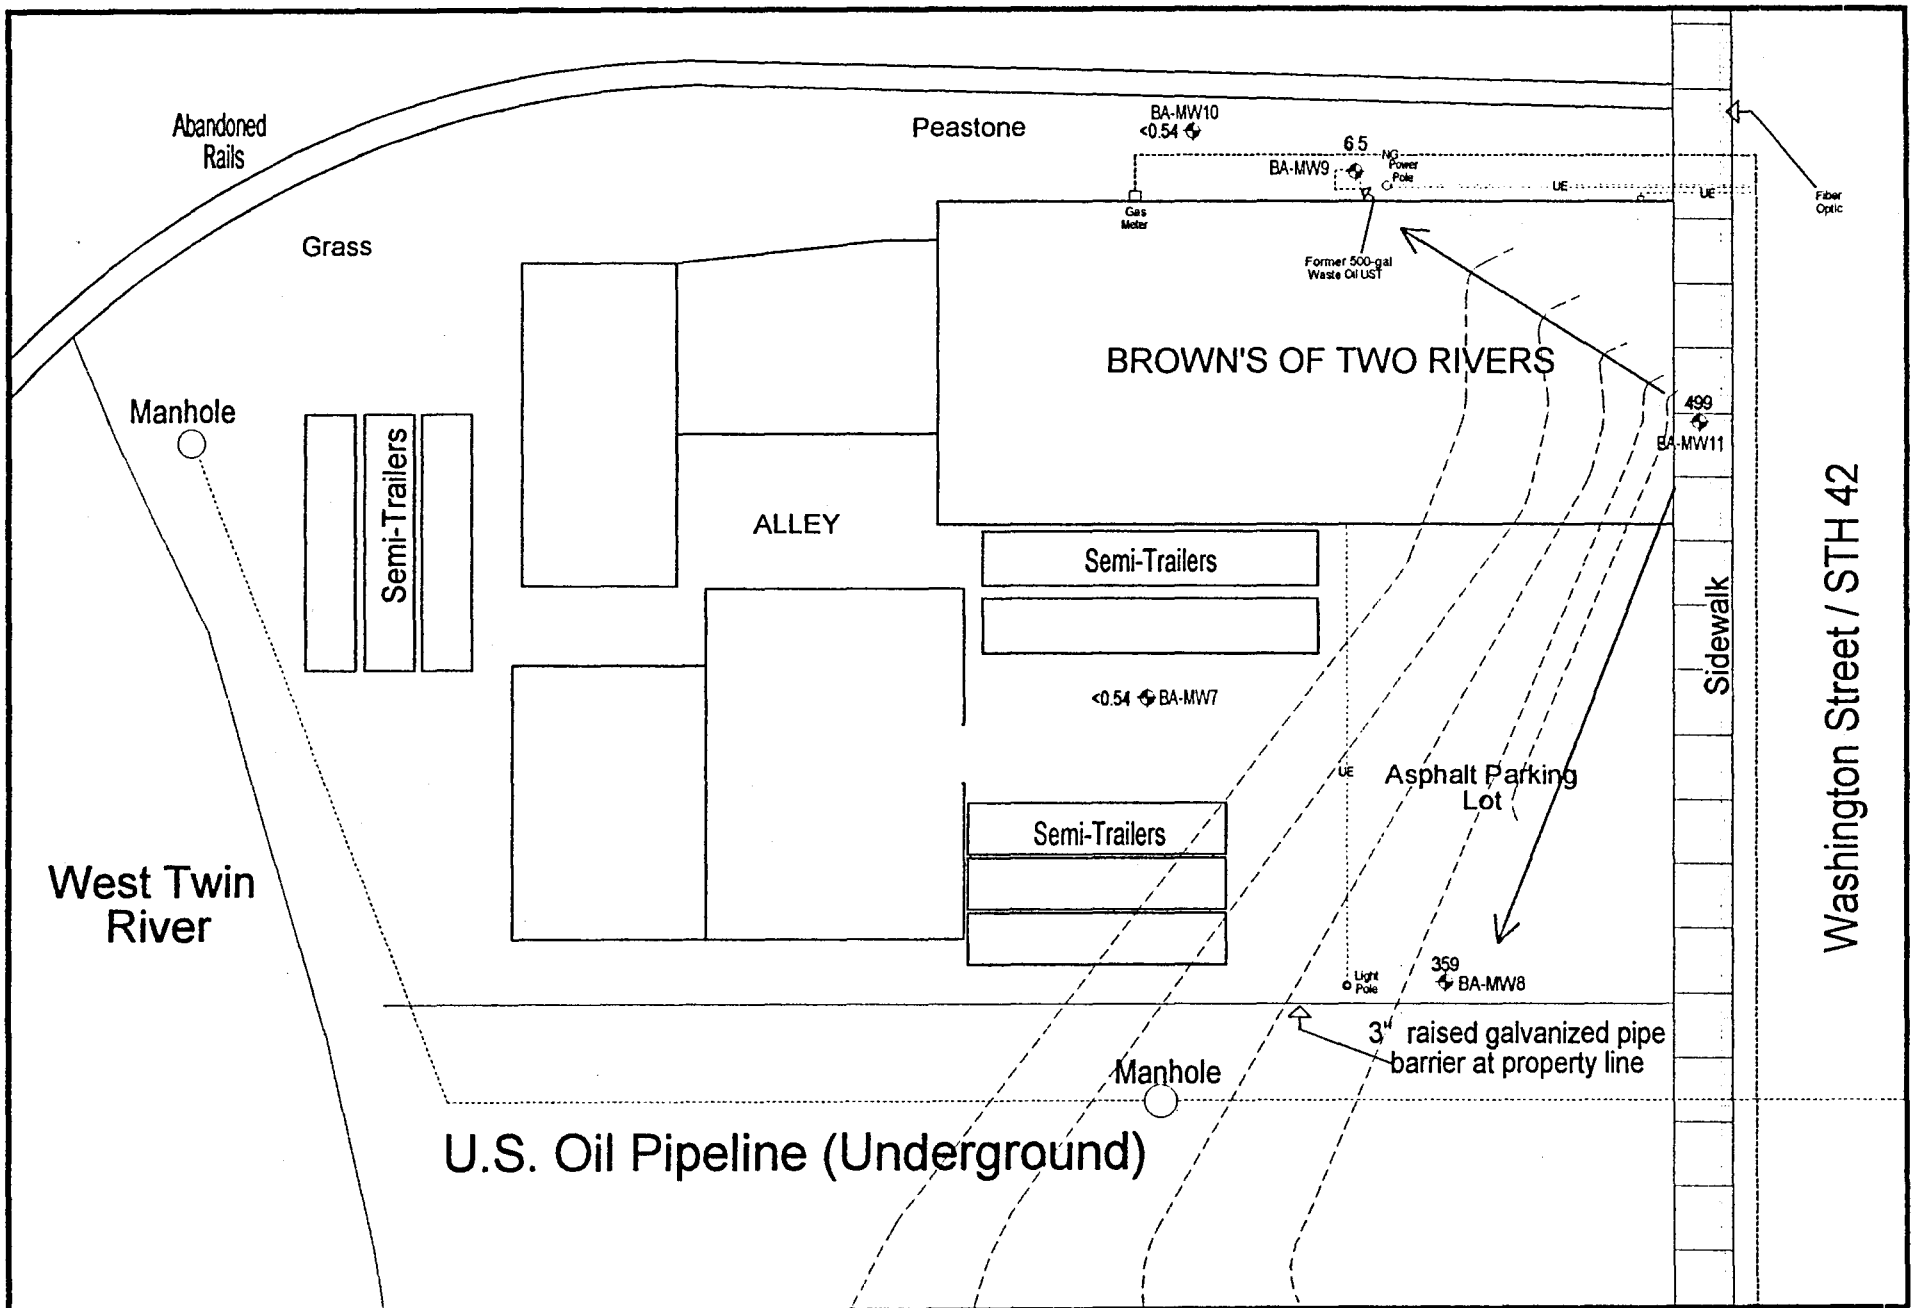 Abandoned
Rails
Peastone
BA-MW10
<0.54
6.5
BA-MW9
NG
Power
Pole
UE
UE
Fiber
Optic
Gas
Meter
Grass
Former 500-gal
Waste Oil UST
BROWN'S OF TWO RIVERS
499
BA-MW11
Manhole
Semi-Trailers
ALLEY
Semi-Trailers
Sidewalk
Washington Street / STH 42
<0.54 BA-MW7
UE
Asphalt Parking
Lot
Semi-Trailers
West Twin
River
359
BA-MW8
Light
Pole
3" raised galvanized pipe
barrier at property line
Manhole
U.S. Oil Pipeline (Underground)